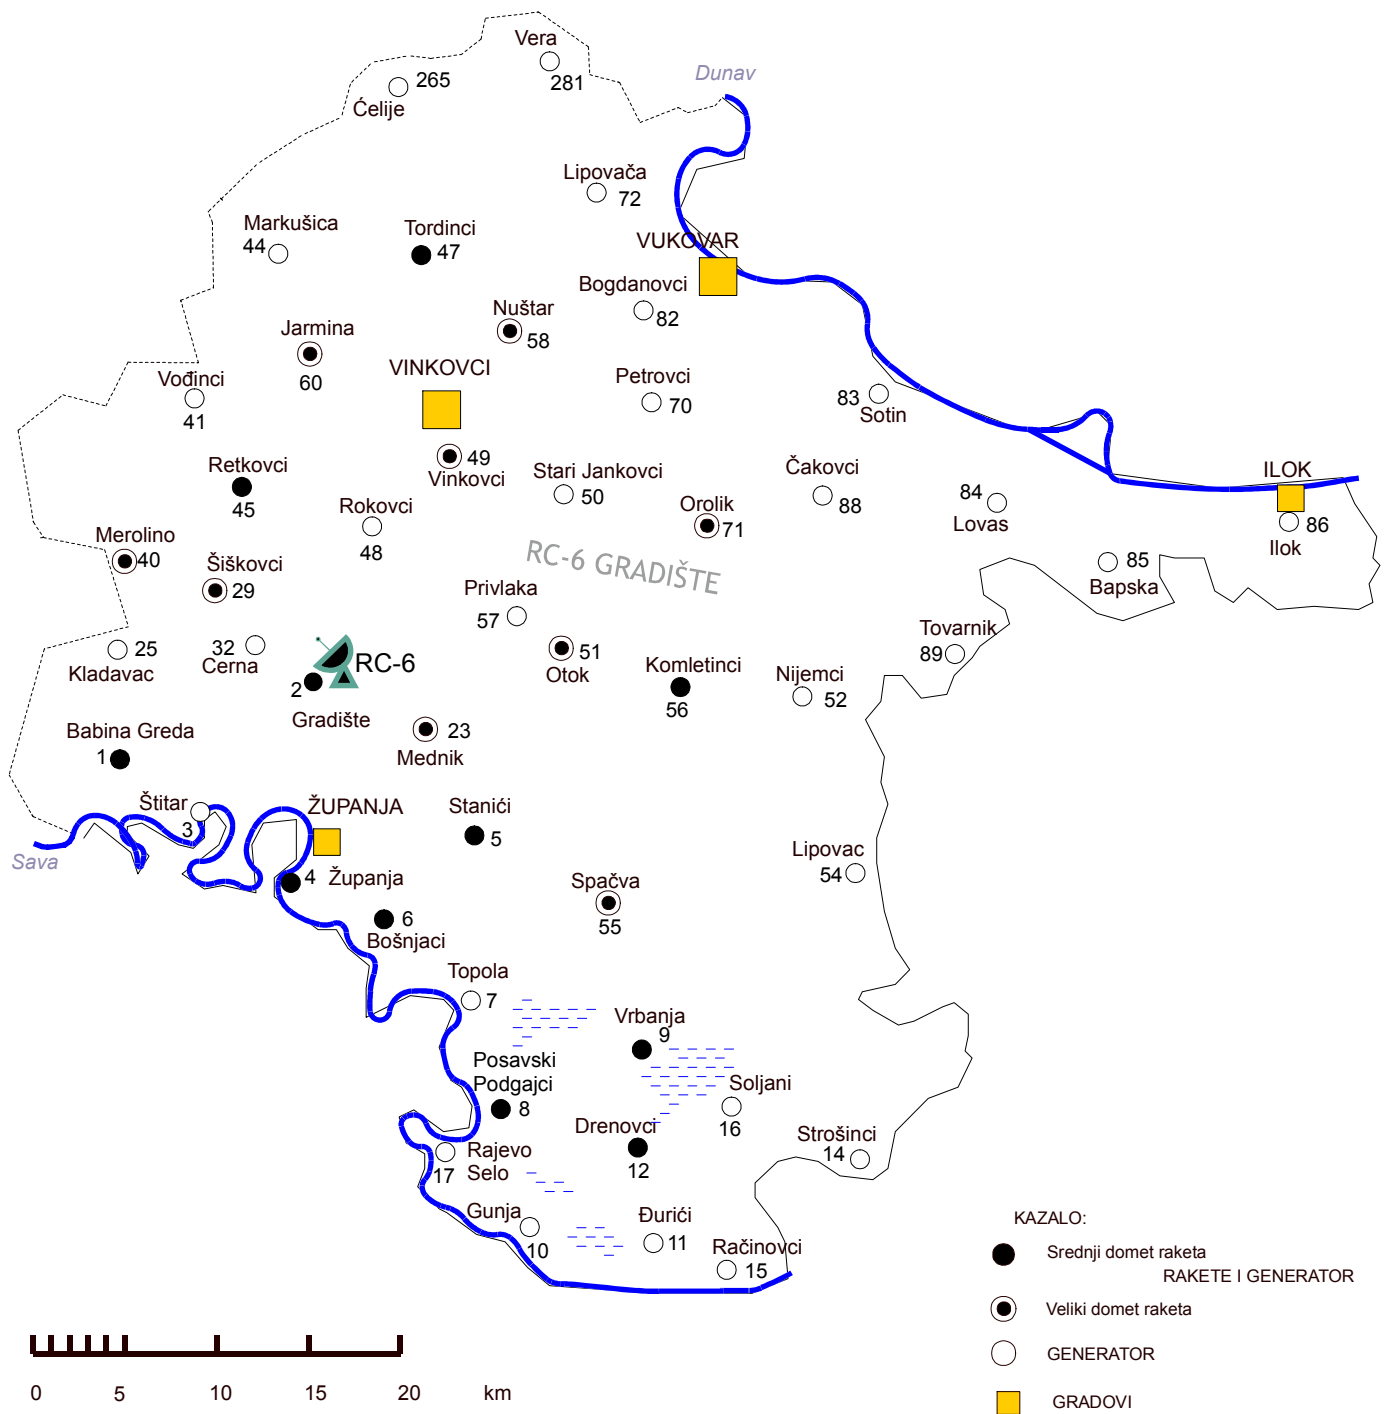 Vera
281
265
Ćelije
Dunav
Lipovača
72
Markušica
44
Tordinci
47
VUKOVAR
Bogdanovci
82
Nuštar
58
Jarmina
60
VINKOVCI
Vođinci
41
Petrovci
70
83
Sotin
49
Vinkovci
Retkovci
45
Stari Jankovci
50
Čakovci
88
ILOK
84
Lovas
86
Ilok
Rokovci
48
Orolik
71
Merolino
40
RC-6 GRADIŠTE
Šiškovci
29
85
Bapska
Privlaka
57
Tovarnik
89
25
Kladavac
32
Cerna
RC-6
2
Gradište
51
Otok
Komletinci
56
Nijemci
52
Babina Greda
1
23
Mednik
Štitar
3
ŽUPANJA
Stanići
5
Sava
4
Županja
Lipovac
54
Spačva
55
6
Bošnjaci
Topola
7
Vrbanja
9
Posavski
Podgajci
8
Soljani
16
Drenovci
12
Strošinci
14
Rajevo
Selo
17
Gunja
10
Đurići
11
Račinovci
15
KAZALO:
Srednji domet raketa
RAKETE I GENERATOR
Veliki domet raketa
GENERATOR
GRADOVI
0 5 10 15 20 km